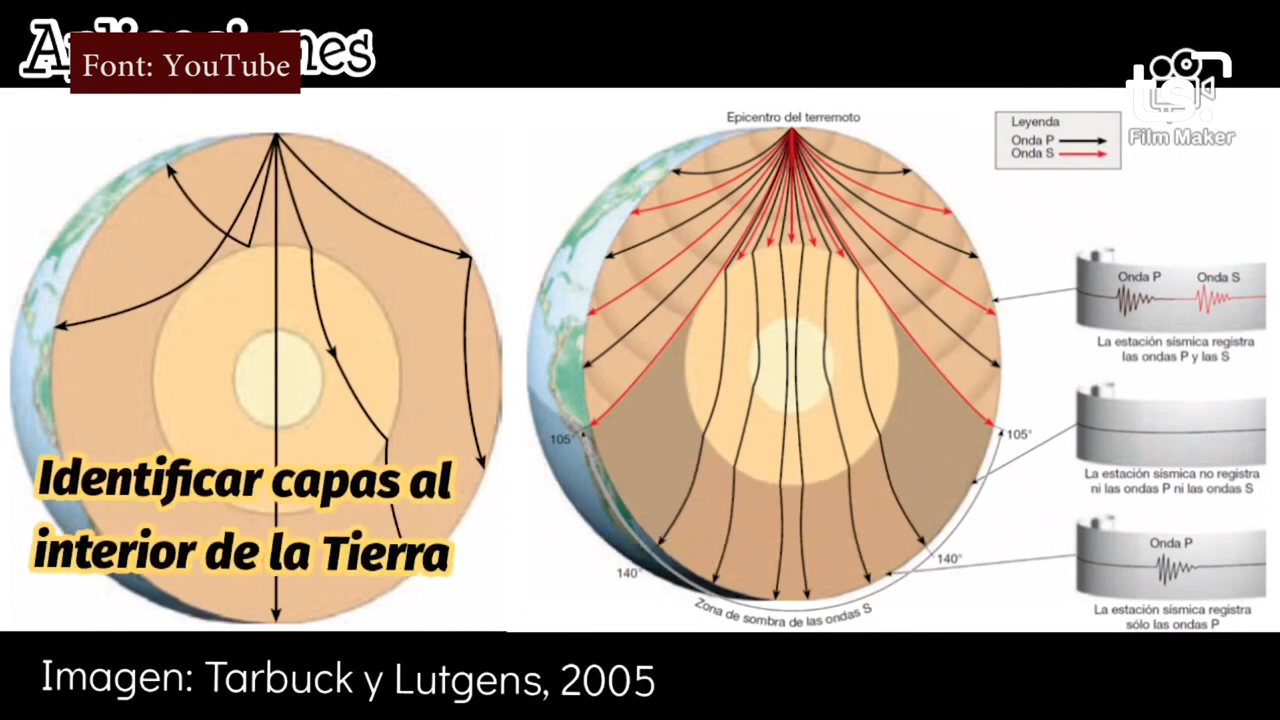 Font: YouTube
ts.
Film Maker
Epicentro del terremoto
Leyenda
Onda P
Onda S
Onda P Onda S
La estación sísmica registra
las ondas P y las S
105°
105°
La estación sísmica no registra
ni las ondas P ni las ondas S
Identificar capas al
interior de la Tierra
Onda P
140°
140°
Zona de sombra de las ondas S
La estación sísmica registra
sólo las ondas P
Imagen: Tarbuck y Lutgens, 2005